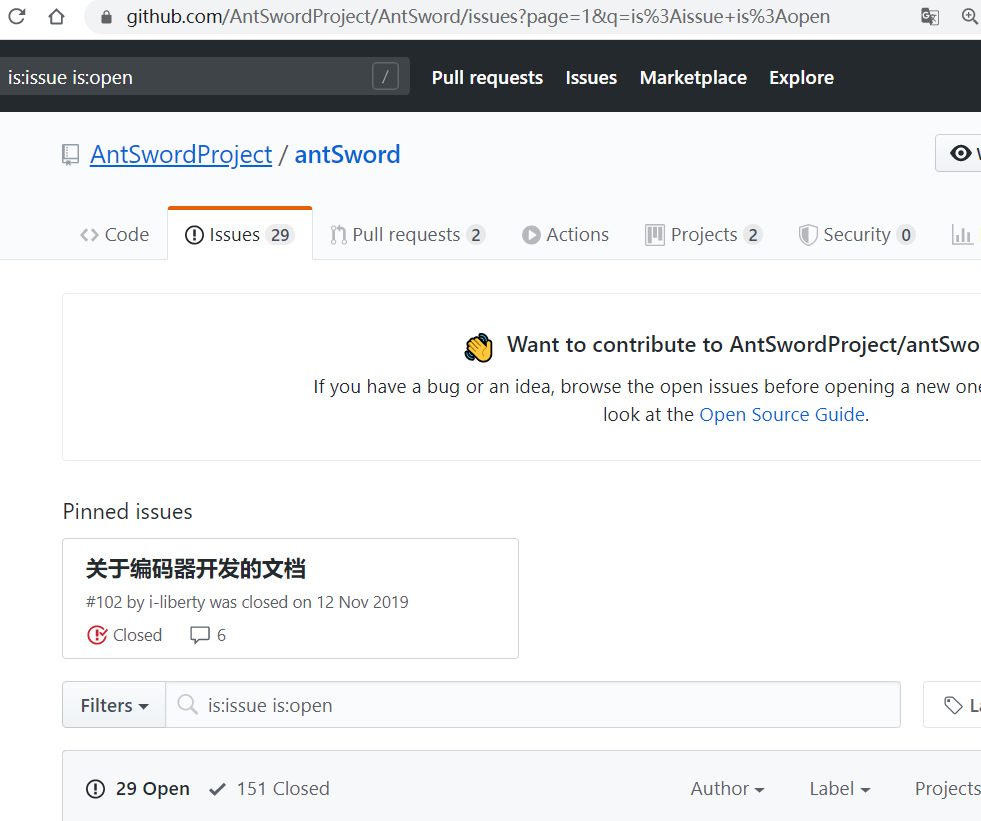 github.com/AntSwordProject/AntSword/issues?page=1&q=is%3Aissue+is%3Aopen
is:issue is:open /
Pull requests Issues Marketplace Explore
AntSwordProject / antSword
Code Issues 29 Pull requests 2 Actions Projects 2 Security 0
Want to contribute to AntSwordProject/antSwo
If you have a bug or an idea, browse the open issues before opening a new one
look at the Open Source Guide.
Pinned issues
关于编码器开发的文档
#102 by i-liberty was closed on 12 Nov 2019
Closed 6
Filters is:issue is:open
29 Open 151 Closed Author Label Projects